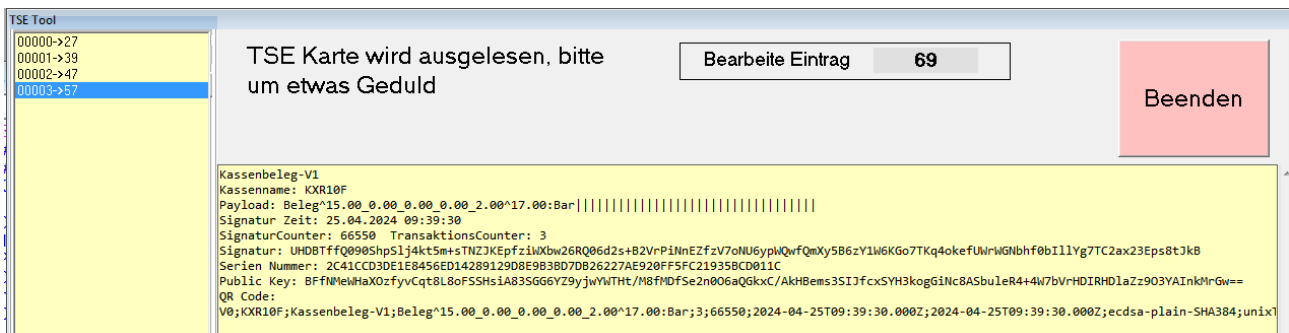 TSE Tool
00000->27
00001->39
00002->47
00003->57
TSE Karte wird ausgelesen, bitte
um etwas Geduld
Bearbeite Eintrag 69
Beenden
Kassenbeleg-V1
Kassenname: KXR10F
Payload: Beleg^15.00_0.00_0.00_0.00_2.00^17.00:Bar||||||||||||||||||||||||||||||||||
Signatur Zeit: 25.04.2024 09:39:30
SignaturCounter: 66550 TransaktionsCounter: 3
Signatur: UHDBTffQ090ShpSlj4kt5m+sTNZJKEpfziWXbw26RQ06d2s+B2VrPiNnEZfzV7oNU6ypWQwfQmXy5B6zY1W6KGo7TKq4okefUWrWGNbhf0bIllYg7TC2ax23Eps8tJkB
Serien Nummer: 2C41CCD3DE1E8456ED14289129D8E9B3BD7DB26227AE920FF5FC21935BCD011C
Public Key: BFfNMeWHaXOzfyvCqt8L8oFSSHsiA83SGG6YZ9yjwYWTHt/M8fMDfSe2n0O6aQGkxC/AkHBems3SIJfcxSYH3kogGiNc8ASbuleR4+4W7bVrHDIRHDlaZz9O3YAInkMrGw==
QR Code:
V0;KXR10F;Kassenbeleg-V1;Beleg^15.00_0.00_0.00_0.00_2.00^17.00:Bar;3;66550;2024-04-25T09:39:30.000Z;2024-04-25T09:39:30.000Z;ecdsa-plain-SHA384;unixT